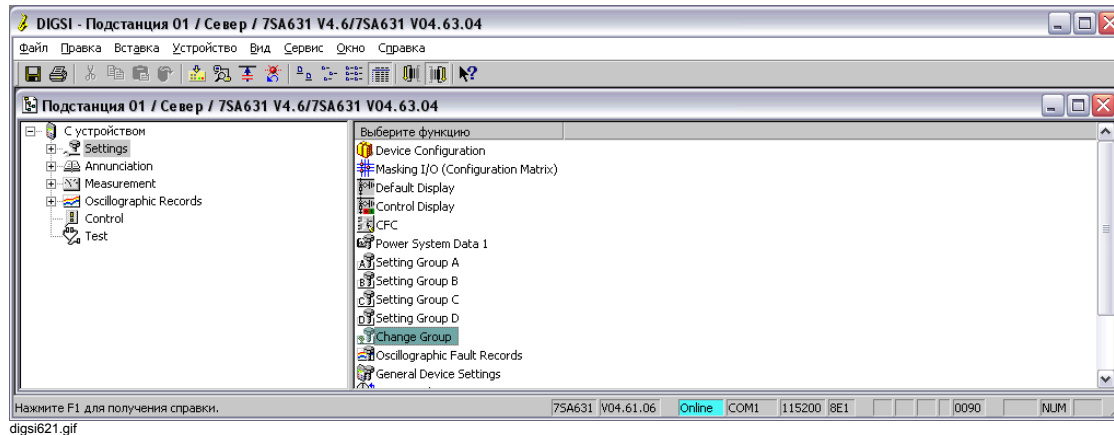 DIGSI - Подстанция 01 / Север / 7SA631 V4.6/7SA631 V04.63.04
Файл Правка Вставка Устройство Вид Сервис Окно Справка
Подстанция 01 / Север / 7SA631 V4.6/7SA631 V04.63.04
С устройством
Settings
Annunciation
Measurement
Oscillographic Records
Control
Test
Выберите функцию
Device Configuration
Masking I/O (Configuration Matrix)
Default Display
Control Display
CFC
Power System Data 1
Setting Group A
Setting Group B
Setting Group C
Setting Group D
Change Group
Oscillographic Fault Records
General Device Settings
Нажмите F1 для получения справки. 7SA631 V04.61.06 Online COM1 115200 8E1 0090 NUM
digsi621.gif